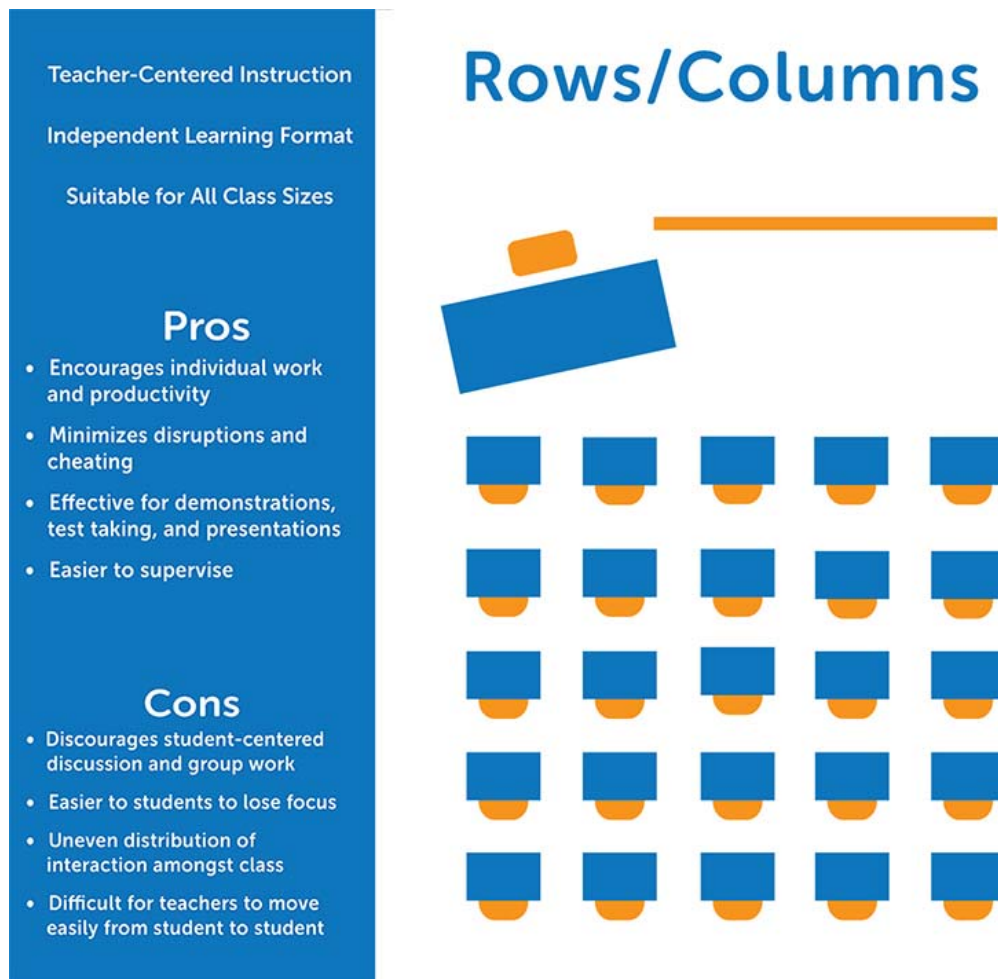 Teacher-Centered Instruction
Independent Learning Format
Suitable for All Class Sizes
Pros
• Encourages individual work
and productivity
• Minimizes disruptions and
cheating
• Effective for demonstrations,
test taking, and presentations
• Easier to supervise
Cons
• Discourages student-centered
discussion and group work
• Easier to students to lose focus
• Uneven distribution of
interaction amongst class
• Difficult for teachers to move
easily from student to student
Rows/Columns